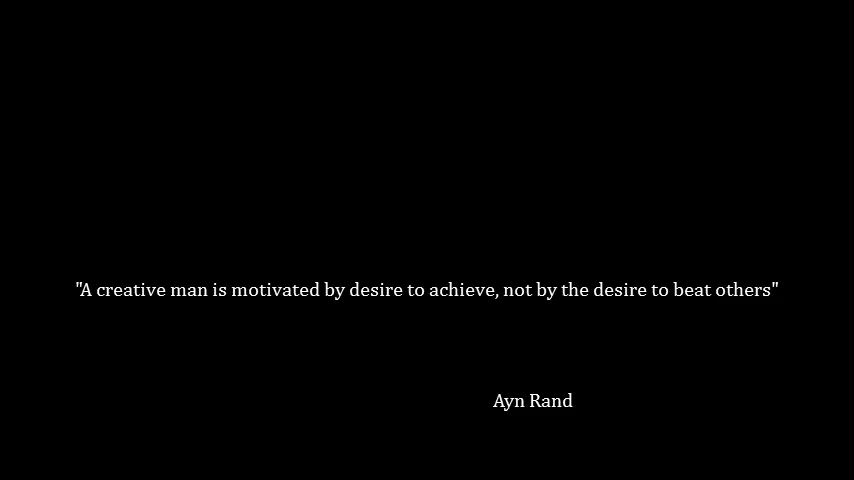 "A creative man is motivated by desire to achieve, not by the desire to beat others"
Ayn Rand